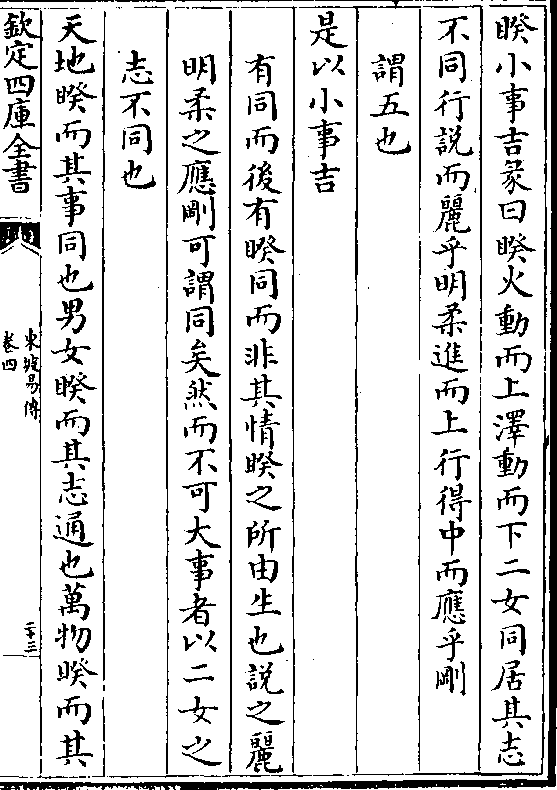 睽小事吉彖曰睽火動而上澤動而下二女同居其志
不同行說而麗乎明柔進而上行得中而應乎剛
謂五也
是以小事吉
有同而後有睽同而非其情睽之所由生也說之麗
明柔之應剛可謂同矣然而不可大事者以二女之
志不同也
天地睽而其事同也男女睽而其志通也萬物睽而其
欽定四庫全書
東坡易傳
卷四
二十三